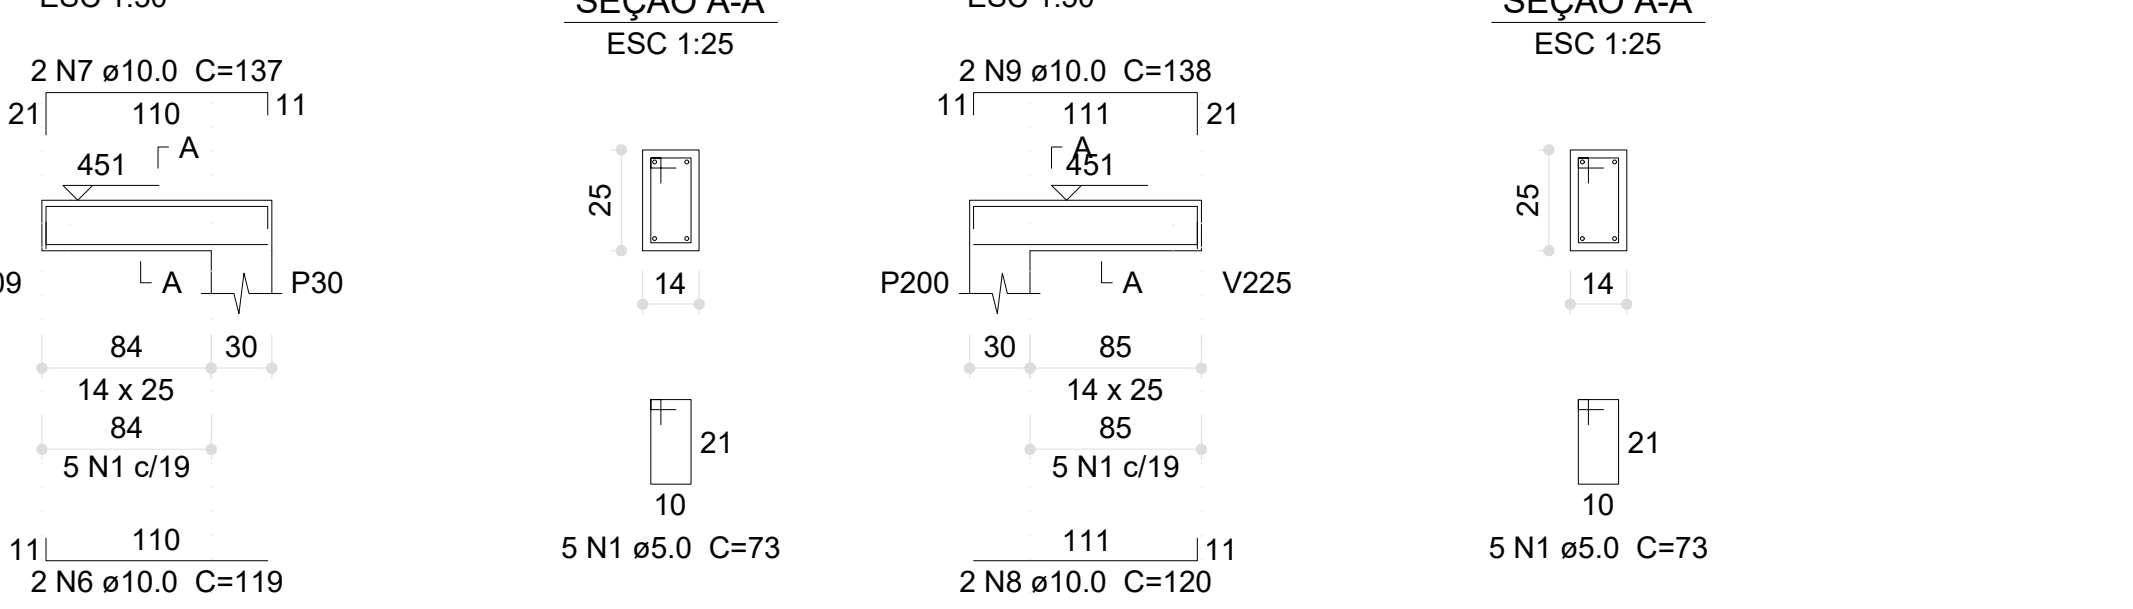 ESC 1:50
SEÇÃO A-A
ESC 1:25
2 N7 ø10.0 C=137
21
110
11
A
451
A
P30
84
30
14 x 25
84
5 N1 c/19
11
110
2 N6 ø10.0 C=119
25
14
21
10
5 N1 ø5.0 C=73
ESC 1:50
SEÇÃO A-A
ESC 1:25
2 N9 ø10.0 C=138
11
111
21
A
451
P200
A
V225
30
85
14 x 25
85
5 N1 c/19
111
11
2 N8 ø10.0 C=120
25
14
21
10
5 N1 ø5.0 C=73